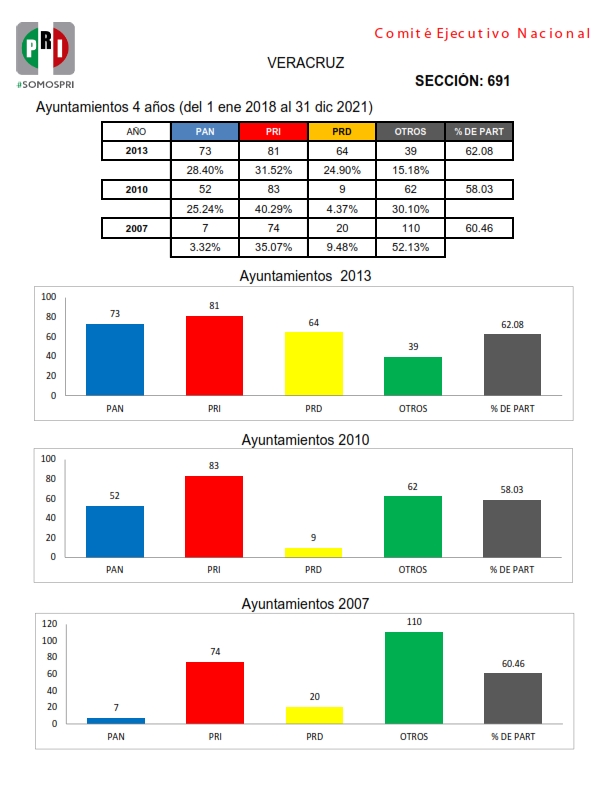 Comité Ejecutivo Nacional
PRI
#SOMOSPRI
VERACRUZ
SECCIÓN: 691
Ayuntamientos 4 años (del 1 ene 2018 al 31 dic 2021)
AÑO PAN PRI PRD OTROS % DE PART
2013 73 81 64 39 62.08
28.40% 31.52% 24.90% 15.18%
2010 52 83 9 62 58.03
25.24% 40.29% 4.37% 30.10%
2007 7 74 20 110 60.46
3.32% 35.07% 9.48% 52.13%
Ayuntamientos 2013
100
80
60
40
20
0
73 81 64 39 62.08
PAN PRI PRD OTROS % DE PART
Ayuntamientos 2010
100
80
60
40
20
0
52 83 9 62 58.03
PAN PRI PRD OTROS % DE PART
Ayuntamientos 2007
120
100
80
60
40
20
0
7 74 20 110 60.46
PAN PRI PRD OTROS % DE PART